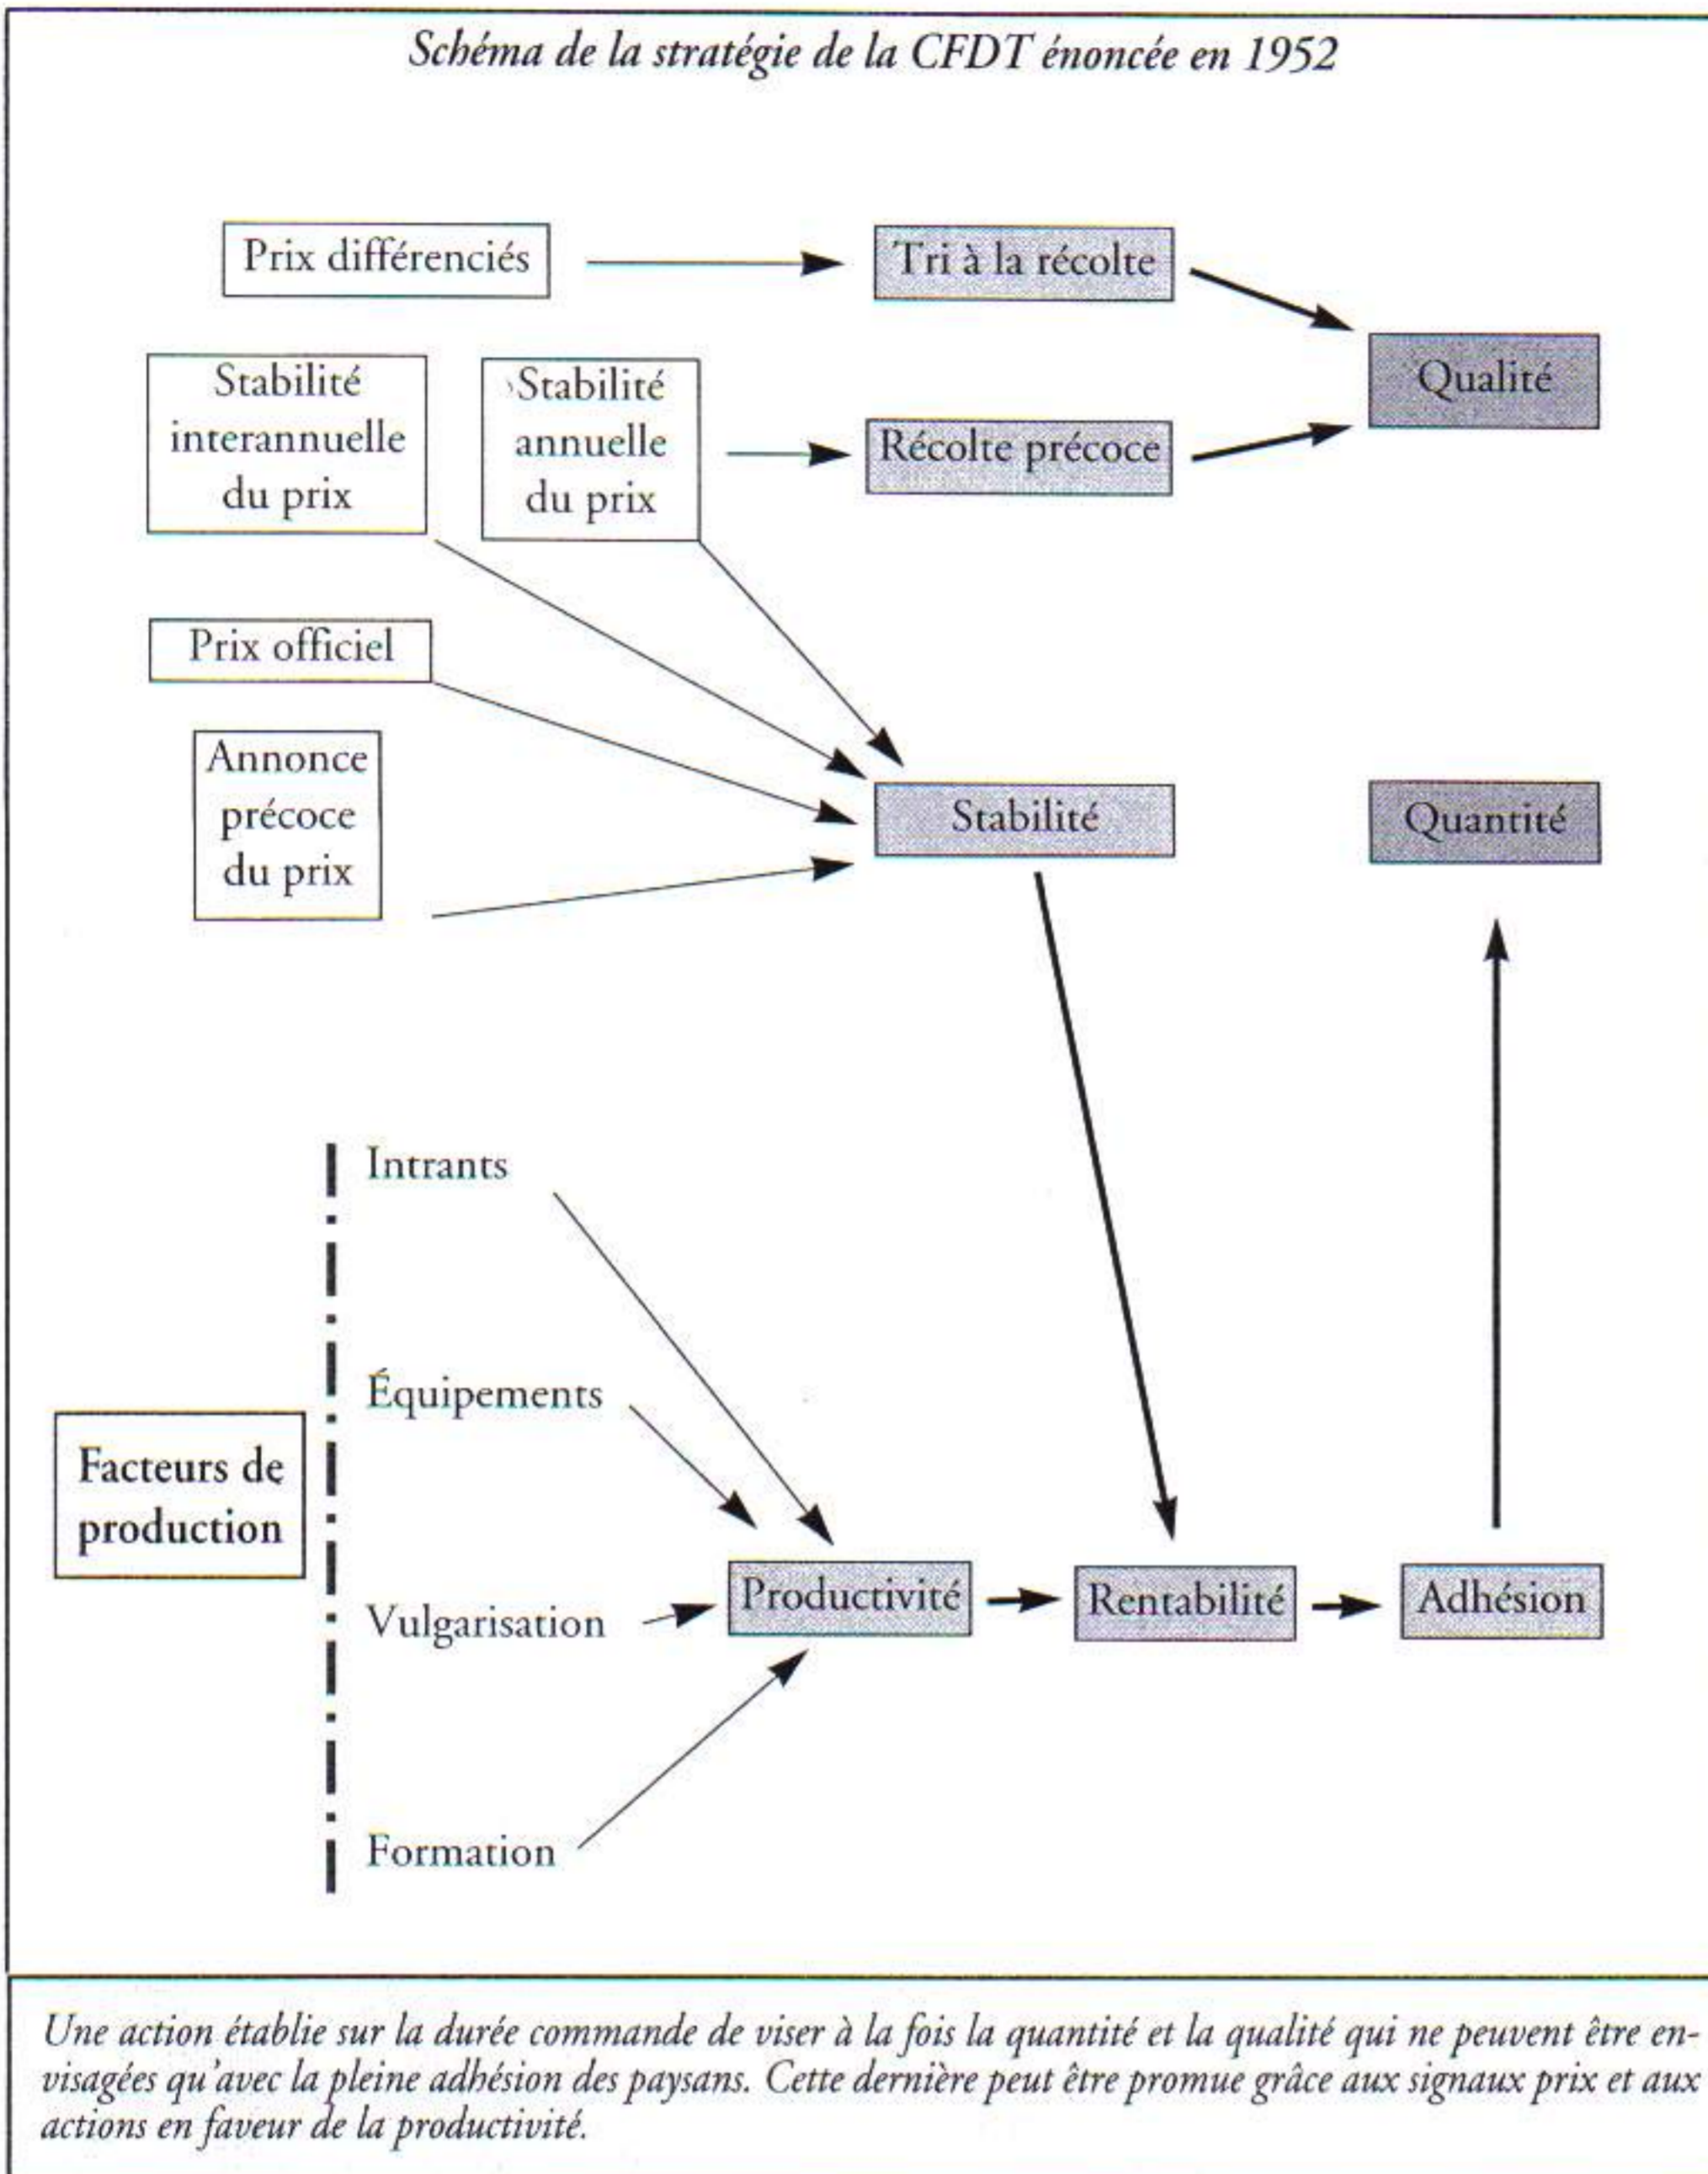 Schéma de la stratégie de la CFDT énoncée en 1952
Prix différenciés
Tri à la récolte
Qualité
Stabilité
interannuelle
du prix
Stabilité
annuelle
du prix
Récolte précoce
Prix officiel
Annonce
précoce
du prix
Stabilité
Quantité
Intrants
Équipements
Facteurs de
production
Vulgarisation
Formation
Productivité
Rentabilité
Adhésion
Une action établie sur la durée commande de viser à la fois la quantité et la qualité qui ne peuvent être en-
visagées qu'avec la pleine adhésion des paysans. Cette dernière peut être promue grâce aux signaux prix et aux
actions en faveur de la productivité.